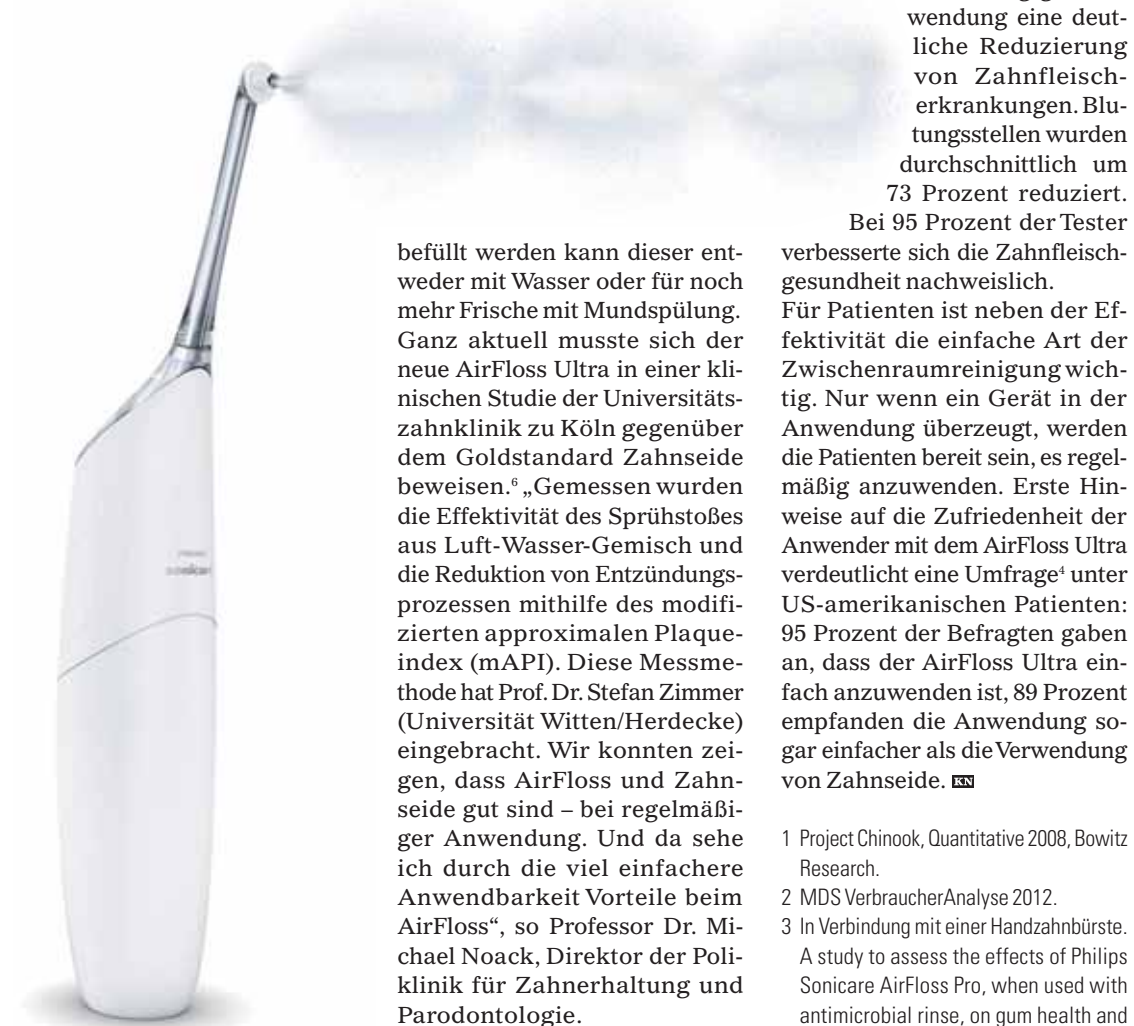 sonicare
befüllt werden kann dieser ent-
weder mit Wasser oder für noch
mehr Frische mit Mundspülung.
Ganz aktuell musste sich der
neue AirFloss Ultra in einer kli-
nischen Studie der Universitäts-
zahnklinik zu Köln gegenüber
dem Goldstandard Zahnseide
beweisen.⁶ „Gemessen wurden
die Effektivität des Sprühstoßes
aus Luft-Wasser-Gemisch und
die Reduktion von Entzündungs-
prozessen mithilfe des modifi-
zierten approximalen Plaque-
index (mAPI). Diese Messme-
thode hat Prof. Dr. Stefan Zimmer
(Universität Witten/Herdecke)
eingebracht. Wir konnten zei-
gen, dass AirFloss und Zahn-
seide gut sind – bei regelmäßi-
ger Anwendung. Und da sehe
ich durch die viel einfachere
Anwendbarkeit Vorteile beim
AirFloss“, so Professor Dr. Mi-
chael Noack, Direktor der Poli-
klinik für Zahnerhaltung und
Parodontologie.
wendung eine deut-
liche Reduzierung
von Zahnfleisch-
erkrankungen. Blu-
tungsstellen wurden
durchschnittlich um
73 Prozent reduziert.
Bei 95 Prozent der Tester
verbesserte sich die Zahnfleisch-
gesundheit nachweislich.
Für Patienten ist neben der Ef-
fektivität die einfache Art der
Zwischenraumreinigung wich-
tig. Nur wenn ein Gerät in der
Anwendung überzeugt, werden
die Patienten bereit sein, es regel-
mäßig anzuwenden. Erste Hin-
weise auf die Zufriedenheit der
Anwender mit dem AirFloss Ultra
verdeutlicht eine Umfrage⁴ unter
US-amerikanischen Patienten:
95 Prozent der Befragten gaben
an, dass der AirFloss Ultra ein-
fach anzuwenden ist, 89 Prozent
empfanden die Anwendung so-
gar einfacher als die Verwendung
von Zahnseide. KN
1 Project Chinook, Quantitative 2008, Bowitz
Research.
2 MDS VerbraucherAnalyse 2012.
3 In Verbindung mit einer Handzahnbürste.
A study to assess the effects of Philips
Sonicare AirFloss Pro, when used with
antimicrobial rinse, on gum health and